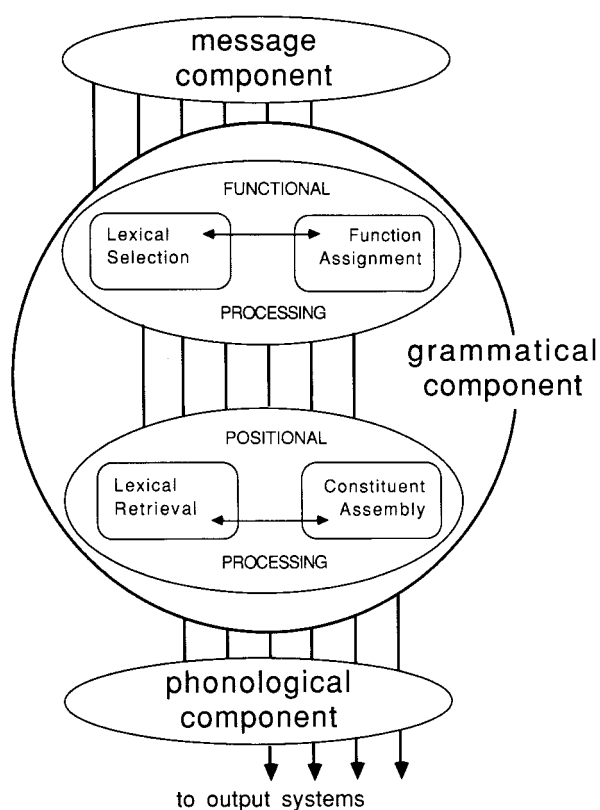 message
component
FUNCTIONAL
Lexical
Selection
Function
Assignment
PROCESSING
grammatical
component
POSITIONAL
Lexical
Retrieval
Constituent
Assembly
PROCESSING
phonological
component
to output systems